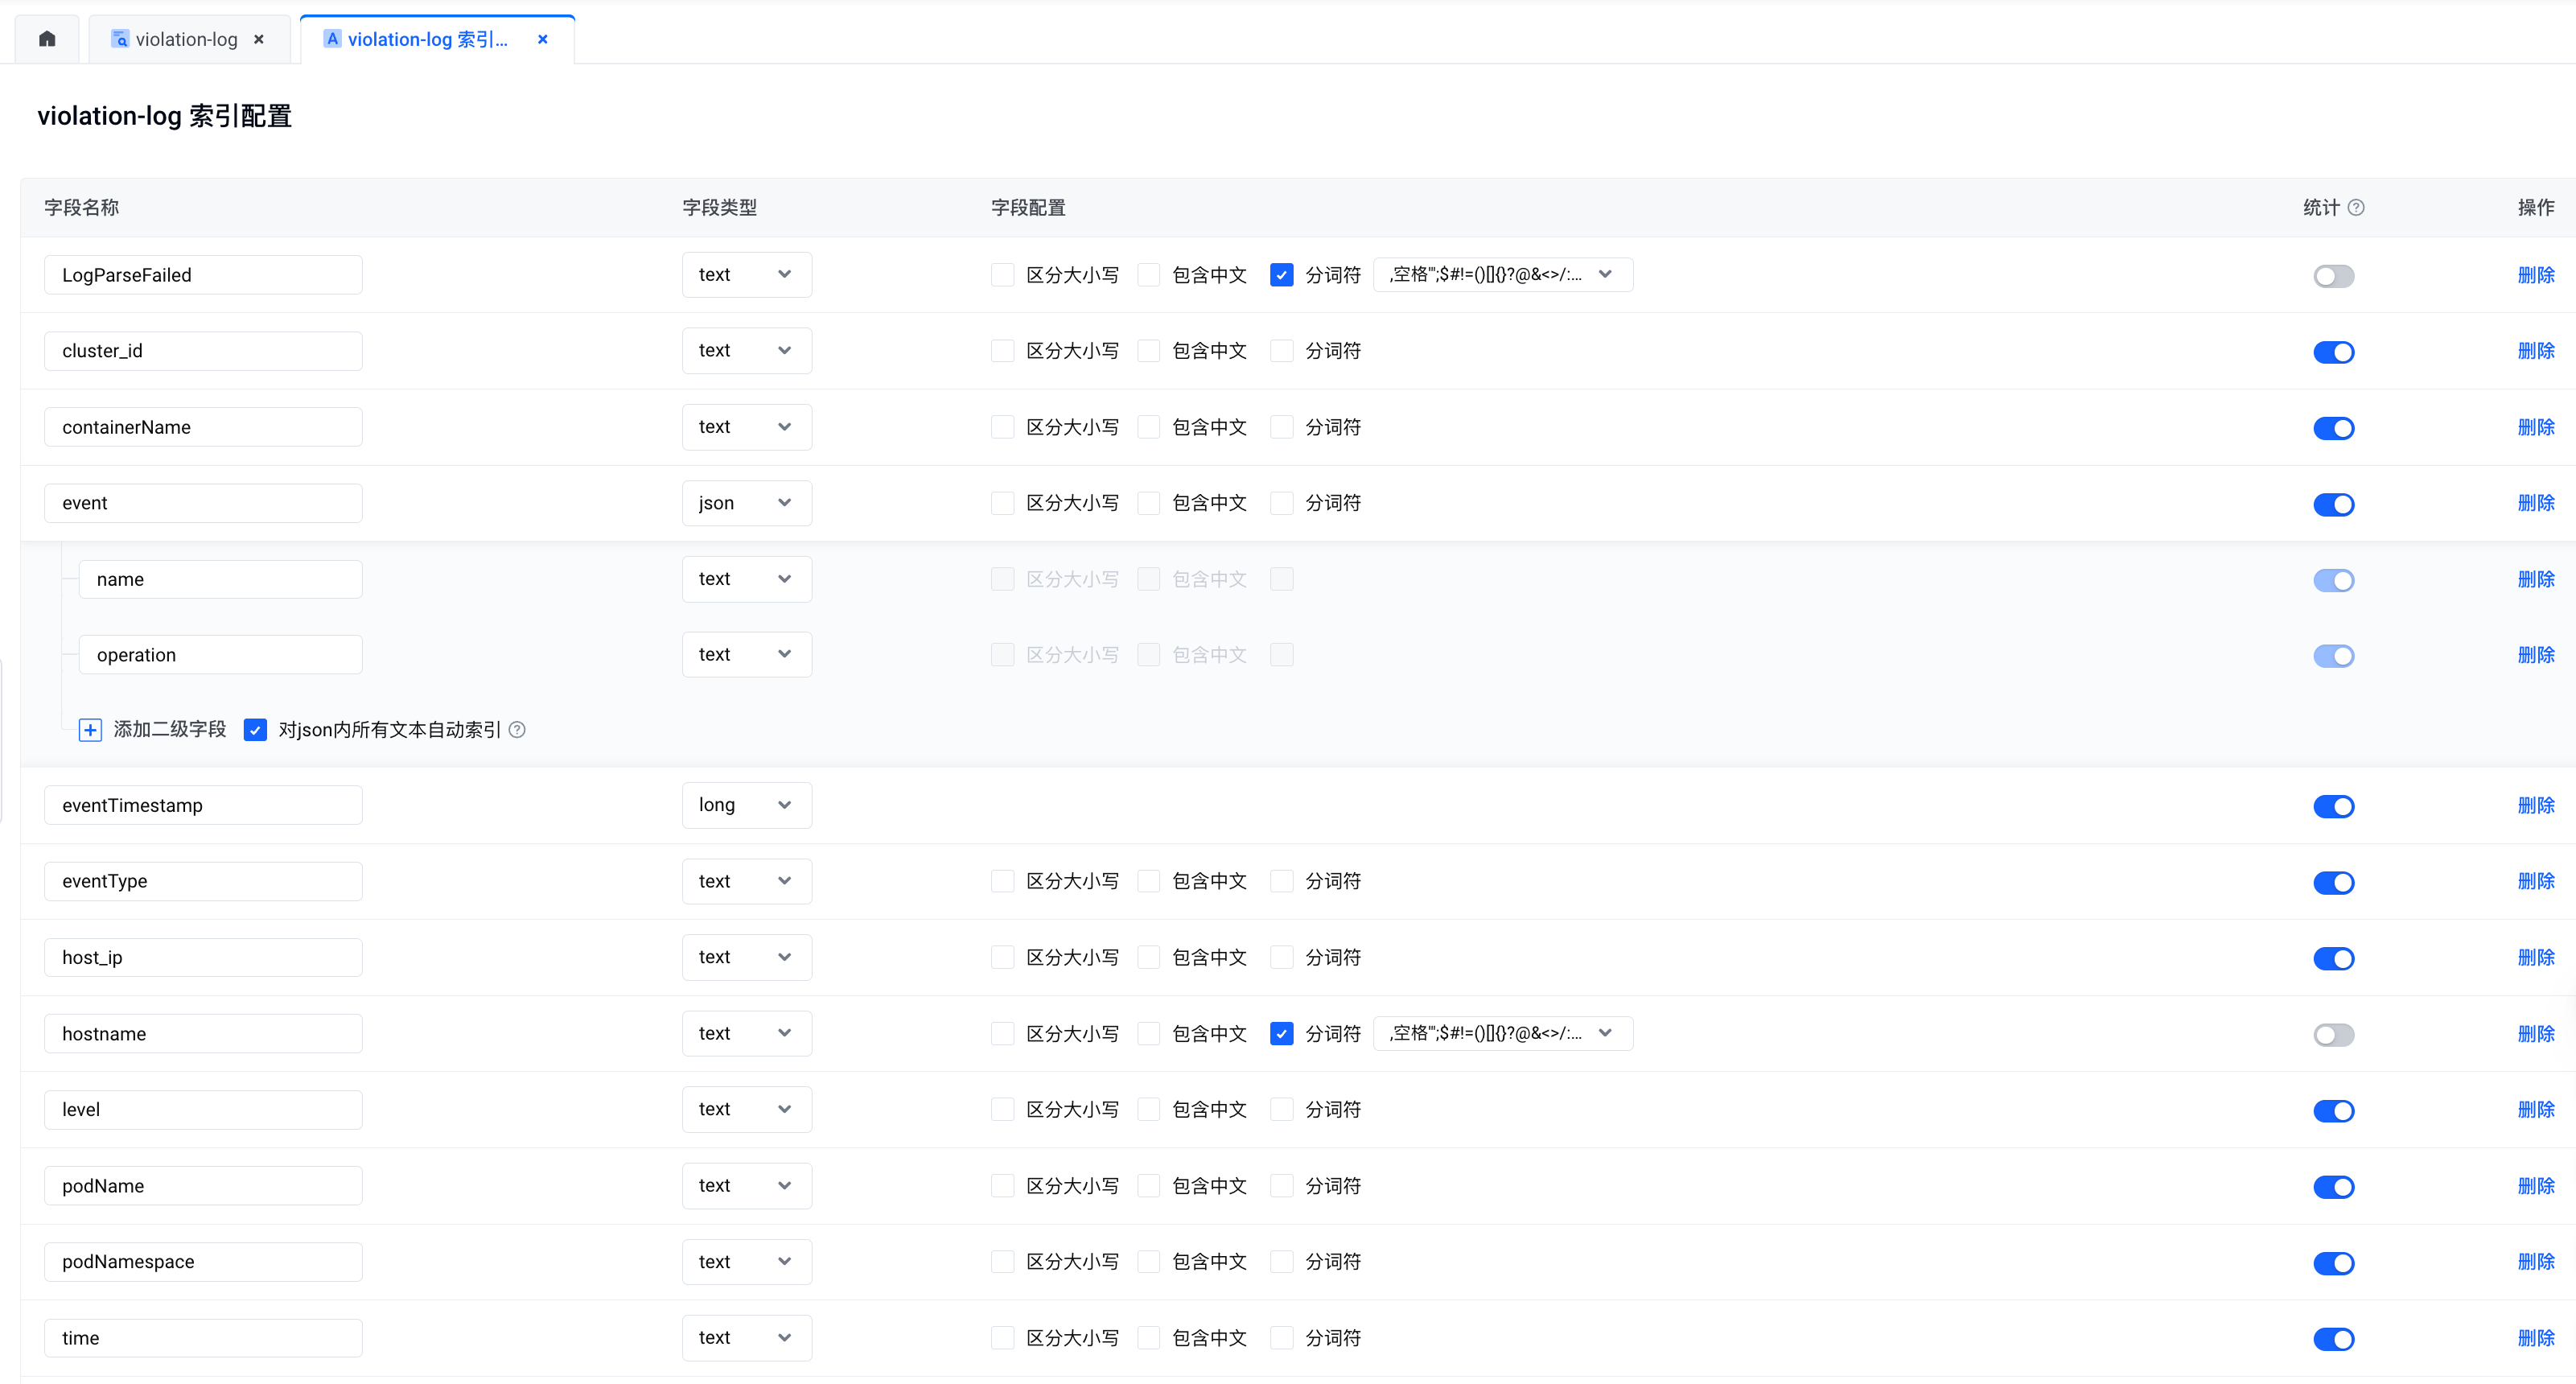 violation-log
violation-log 索引...
violation-log 索引配置
字段名称 字段类型 字段配置 统计 操作
LogParseFailed text 区分大小写 包含中文 分词符 ,空格'";$#!=()[]{}?@&<>/:... 删除
cluster_id text 区分大小写 包含中文 分词符 删除
containerName text 区分大小写 包含中文 分词符 删除
event json 区分大小写 包含中文 分词符 删除
name text 区分大小写 包含中文 删除
operation text 区分大小写 包含中文 删除
添加二级字段 对json内所有文本自动索引
eventTimestamp long 删除
eventType text 区分大小写 包含中文 分词符 删除
host_ip text 区分大小写 包含中文 分词符 删除
hostname text 区分大小写 包含中文 分词符 ,空格'";$#!=()[]{}?@&<>/:... 删除
level text 区分大小写 包含中文 分词符 删除
podName text 区分大小写 包含中文 分词符 删除
podNamespace text 区分大小写 包含中文 分词符 删除
time text 区分大小写 包含中文 分词符 删除